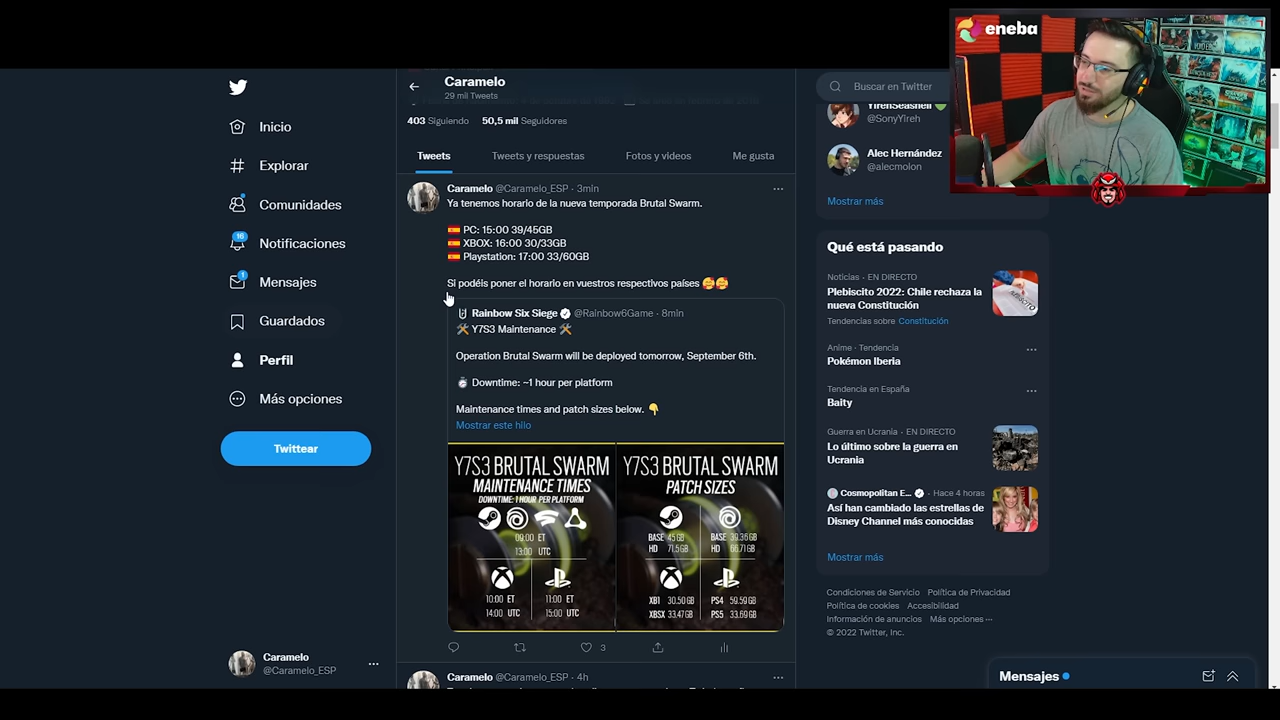 eneba
Caramelo
29 mil Tweets
403 Siguiendo 50,5 mil Seguidores
Tweets
Tweets y respuestas
Fotos y videos
Me gusta
Inicio
Explorar
Comunidades
16
Notificaciones
1
Mensajes
Guardados
Perfil
Más opciones
Twittear
Caramelo
@Caramelo_ESP
Caramelo @Caramelo_ESP · 3min
Ya tenemos horario de la nueva temporada Brutal Swarm.
🇪🇸 PC: 15:00 39/45GB
🇪🇸 XBOX: 16:00 30/33GB
🇪🇸 Playstation: 17:00 33/60GB
Si podéis poner el horario en vuestros respectivos países 🥰🥰
Rainbow Six Siege @Rainbow6Game · 8min
🛠 Y7S3 Maintenance 🛠
Operation Brutal Swarm will be deployed tomorrow, September 6th.
⏱ Downtime: ~1 hour per platform
Maintenance times and patch sizes below. 👇
Mostrar este hilo
Y7S3 BRUTAL SWARM
MAINTENANCE TIMES
DOWNTIME: 1 HOUR PER PLATFORM
09:00 ET
13:00 UTC
10:00 ET
14:00 UTC
11:00 ET
15:00 UTC
Y7S3 BRUTAL SWARM
PATCH SIZES
BASE 45 GB
HD 71.5GB
BASE 39.36 GB
HD 66.71 GB
XB1 30.50 GB
XBSX 33.47 GB
PS4 59.59 GB
PS5 33.69 GB
3
Caramelo @Caramelo_ESP · 4h
Buscar en Twitter
YirenSeashell
@SonyYireh
Alec Hernández
@alecmolon
Mostrar más
Qué está pasando
Noticias · EN DIRECTO
Plebiscito 2022: Chile rechaza la
nueva Constitución
Tendencias sobre Constitución
Anime · Tendencia
Pokémon Iberia
Tendencia en España
Baity
Guerra en Ucrania · EN DIRECTO
Lo último sobre la guerra en
Ucrania
Cosmopolitan E... · Hace 4 horas
Así han cambiado las estrellas de
Disney Channel más conocidas
Mostrar más
Condiciones de Servicio Política de Privacidad
Política de cookies Accesibilidad
Información de anuncios Más opciones ···
© 2022 Twitter, Inc.
Mensajes